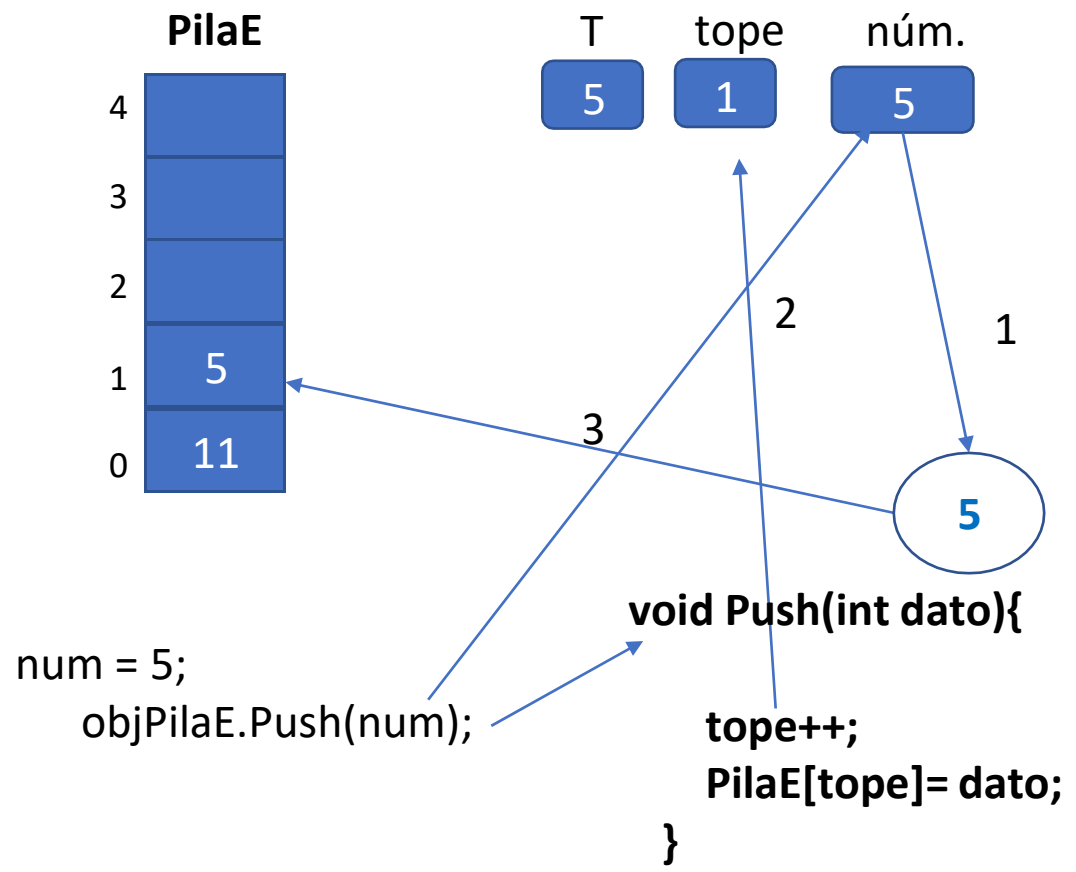 PilaE
T tope núm.
5 1 5
4
3
2
1 5
0 11
2
1
3
5
void Push(int dato){
num = 5;
objPilaE.Push(num);
tope++;
PilaE[tope]= dato;
}